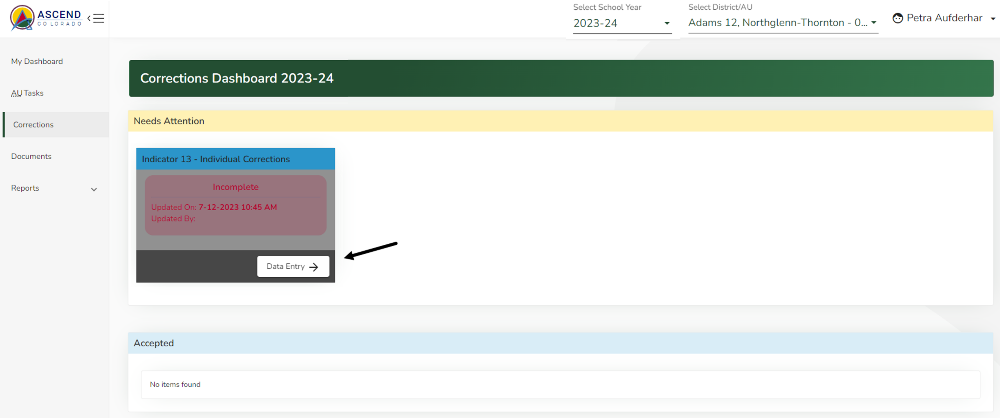 ASCEND
COLORADO
Select School Year
2023-24
Select District/AU
Adams 12, Northglenn-Thornton - 0...
Petra Aufderhar
My Dashboard
AU Tasks
Corrections
Documents
Reports
Corrections Dashboard 2023-24
Needs Attention
Indicator 13 - Individual Corrections
Incomplete
Updated On: 7-12-2023 10:45 AM
Updated By:
Data Entry
Accepted
No items found